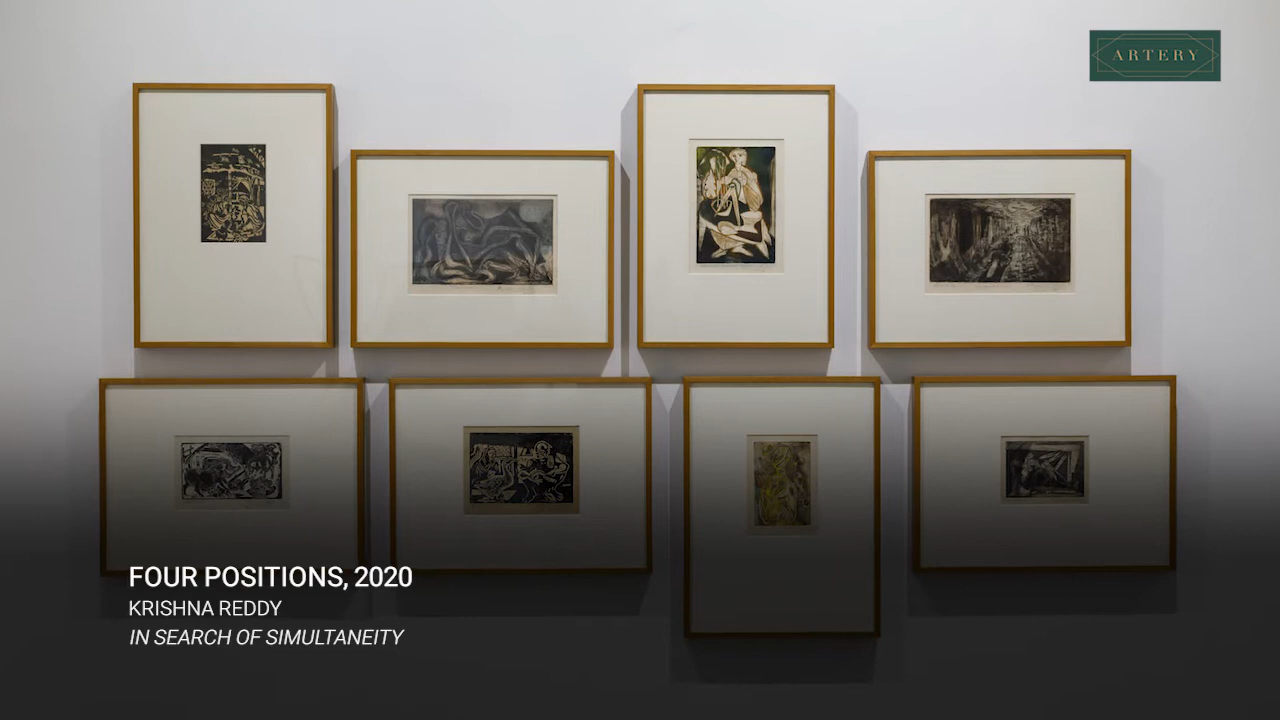 ARTERY
FOUR POSITIONS, 2020
KRISHNA REDDY
IN SEARCH OF SIMULTANEITY